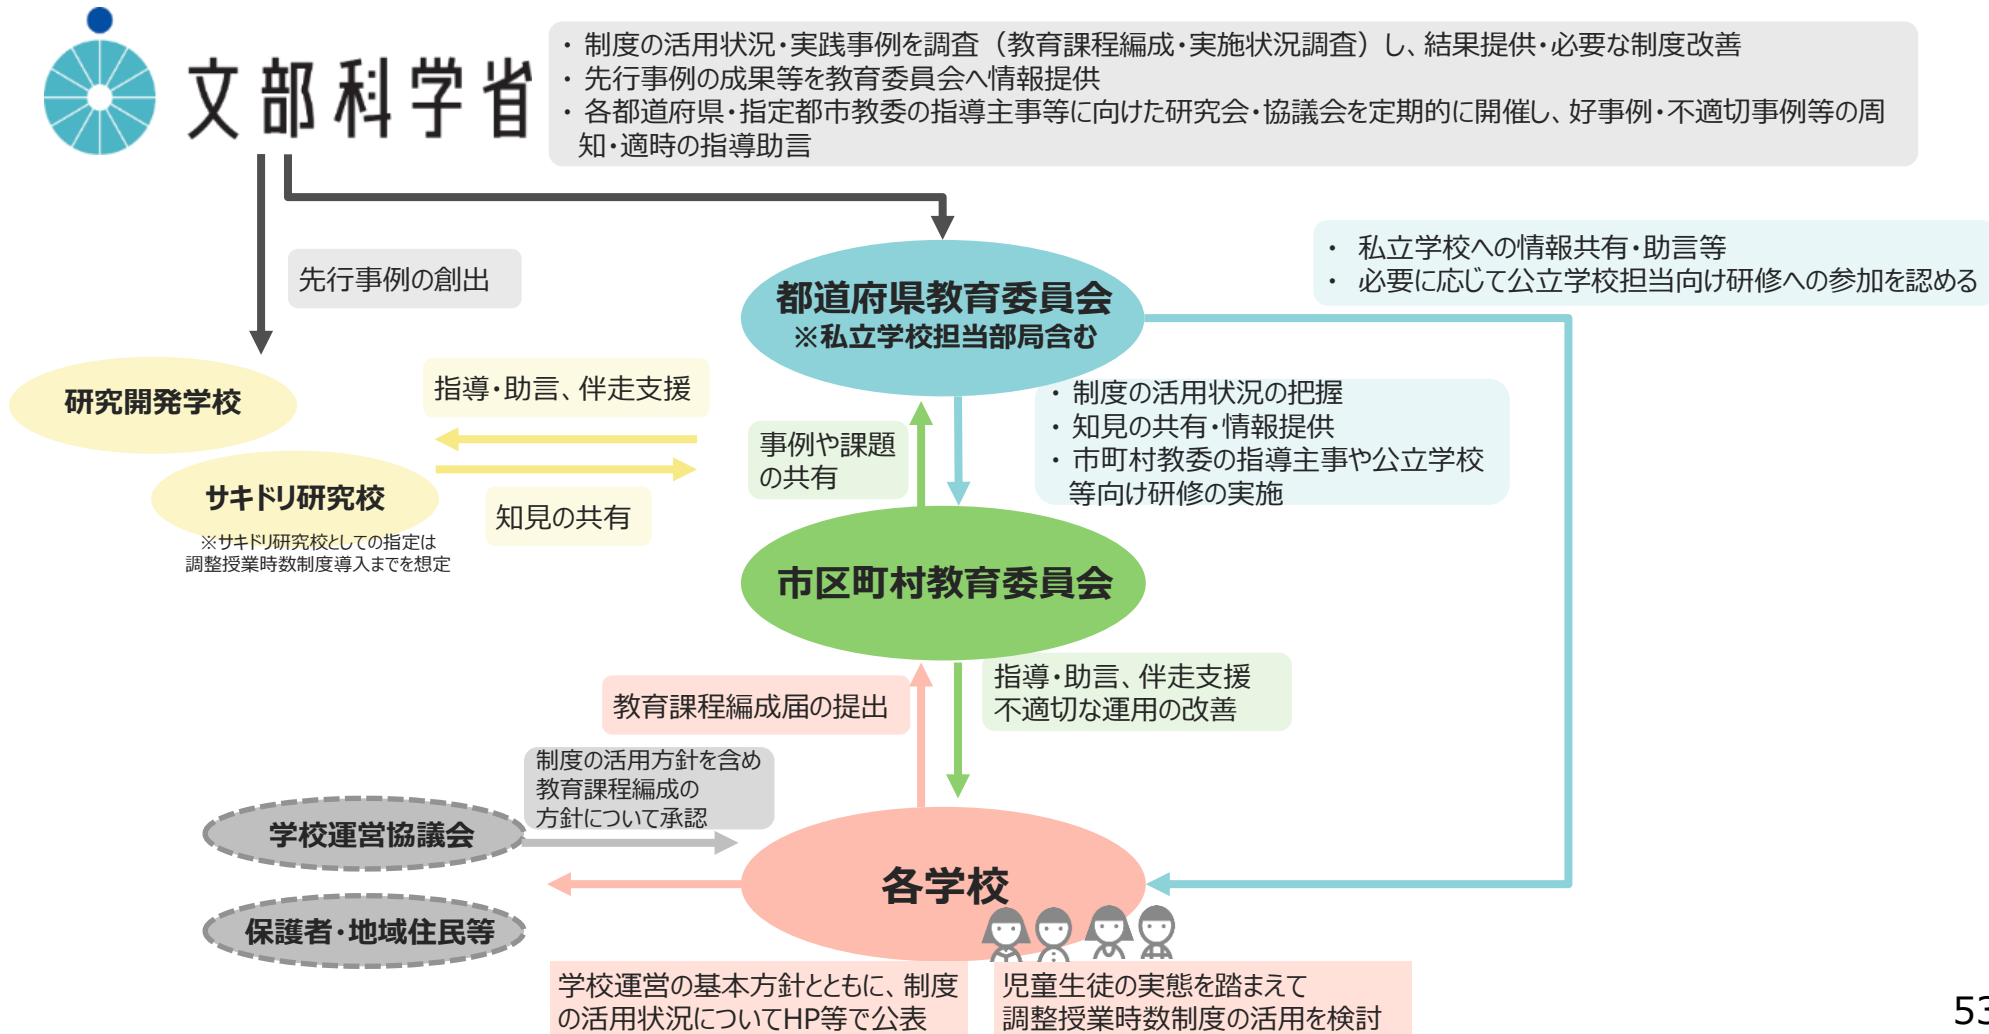 文部科学省
・ 制度の活用状況・実践事例を調査（教育課程編成・実施状況調査）し、結果提供・必要な制度改善
・ 先行事例の成果等を教育委員会へ情報提供
・ 各都道府県・指定都市教委の指導主事等に向けた研究会・協議会を定期的に開催し、好事例・不適切事例等の周
知・適時の指導助言
先行事例の創出
都道府県教育委員会
※私立学校担当部局含む
・ 私立学校への情報共有・助言等
・ 必要に応じて公立学校担当向け研修への参加を認める
研究開発学校
サキドリ研究校
※サキドリ研究校としての指定は
調整授業時数制度導入までを想定
指導・助言、伴走支援
知見の共有
事例や課題
の共有
・ 制度の活用状況の把握
・ 知見の共有・情報提供
・ 市町村教委の指導主事や公立学校
等向け研修の実施
市区町村教育委員会
教育課程編成届の提出
指導・助言、伴走支援
不適切な運用の改善
制度の活用方針を含め
教育課程編成の
方針について承認
学校運営協議会
保護者・地域住民等
各学校
学校運営の基本方針とともに、制度
の活用状況についてHP等で公表
児童生徒の実態を踏まえて
調整授業時数制度の活用を検討
53